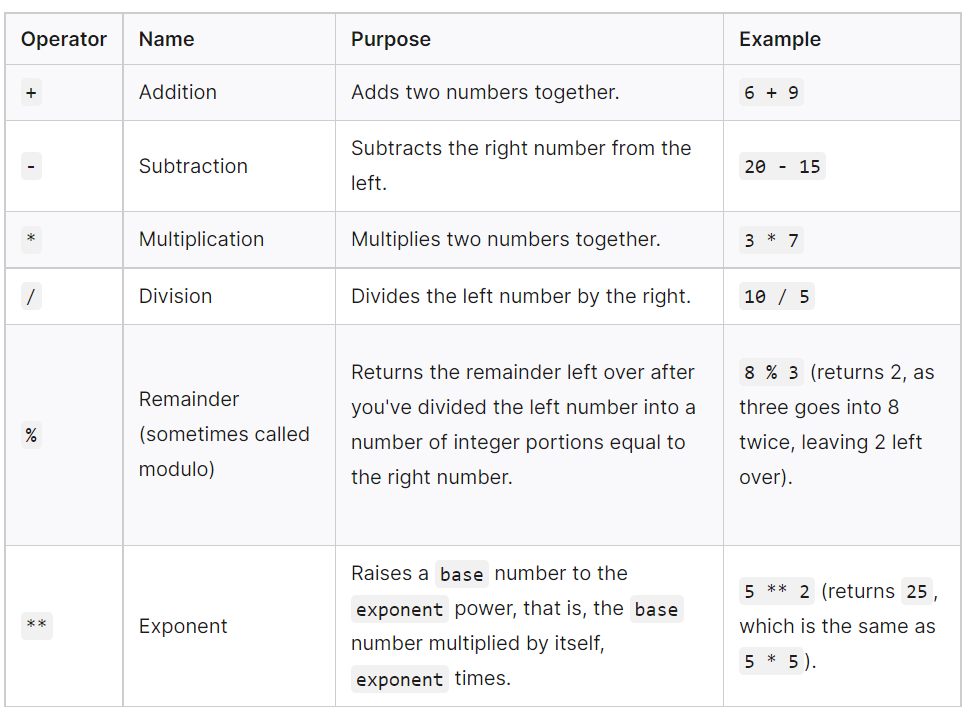 Operator Name Purpose Example
+ Addition Adds two numbers together. 6 + 9
- Subtraction Subtracts the right number from the
left. 20 - 15
* Multiplication Multiplies two numbers together. 3 * 7
/ Division Divides the left number by the right. 10 / 5
%
Remainder
(sometimes called
modulo)
Returns the remainder left over after
you've divided the left number into a
number of integer portions equal to
the right number.
8 % 3 (returns 2, as
three goes into 8
twice, leaving 2 left
over).
**
Exponent
Raises a base number to the
exponent power, that is, the base
number multiplied by itself,
exponent times.
5 ** 2 (returns 25,
which is the same as
5 * 5).